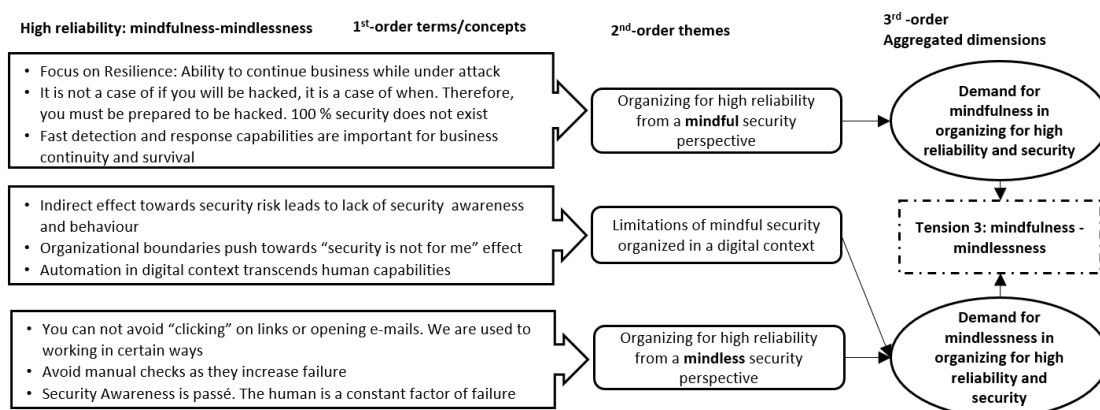 High reliability: mindfulness-mindlessness
1st-order terms/concepts
2nd-order themes
3rd -order
Aggregated dimensions
• Focus on Resilience: Ability to continue business while under attack
• It is not a case of if you will be hacked, it is a case of when. Therefore,
you must be prepared to be hacked. 100 % security does not exist
• Fast detection and response capabilities are important for business
continuity and survival
Organizing for high reliability
from a mindful security
perspective
Demand for
mindfulness in
organizing for high
reliability and security
• Indirect effect towards security risk leads to lack of security awareness
and behaviour
• Organizational boundaries push towards “security is not for me” effect
• Automation in digital context transcends human capabilities
Limitations of mindful security
organized in a digital context
Tension 3: mindfulness -
mindlessness
• You can not avoid “clicking” on links or opening e-mails. We are used to
working in certain ways
• Avoid manual checks as they increase failure
• Security Awareness is passé. The human is a constant factor of failure
Organizing for high reliability
from a mindless security
perspective
Demand for
mindlessness in
organizing for high
reliability and
security